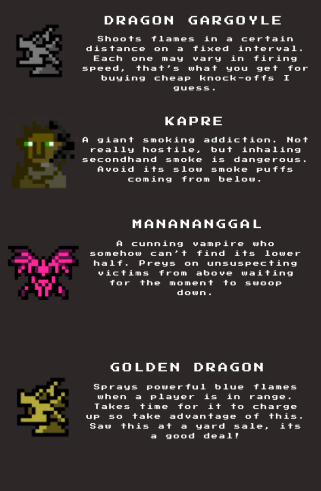 DRAGON GARGOYLE
Shoots flames in a certain
distance on a fixed interval.
Each one may vary in firing
speed, that's what you get for
buying cheap knock-offs I
guess.
KAPRE
A giant smoking addiction. Not
really hostile, but inhaling
secondhand smoke is dangerous.
Avoid its slow smoke puffs
coming from below.
MANANANGGAL
A cunning vampire who
somehow can't find its lower
half. Preys on unsuspecting
victims from above waiting
for the moment to swoop
down.
GOLDEN DRAGON
Sprays powerful blue flames
when a player is in range.
Takes time for it to charge
up so take advantage of this.
Saw this at a yard sale, its
a good deal!